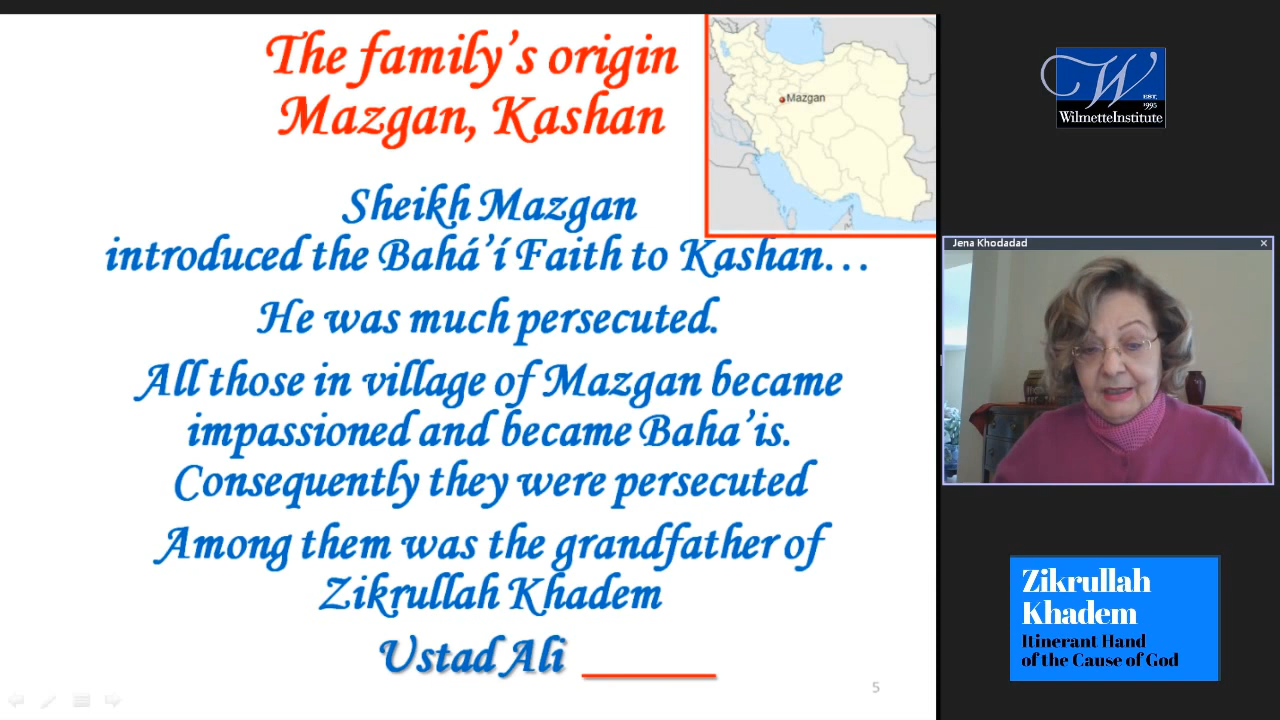 The family's origin
Mazgan, Kashan
Mazgan
Sheikh Mazgan
introduced the Bahá'í Faith to Kashan...
He was much persecuted.
All those in village of Mazgan became
impassioned and became Baha'is.
Consequently they were persecuted
Among them was the grandfather of
Zikrullah Khadem
Ustad Ali
5
W
EST.
1995
WilmetteInstitute
Jena Khodadad
Zikrullah
Khadem
Itinerant Hand
of the Cause of God